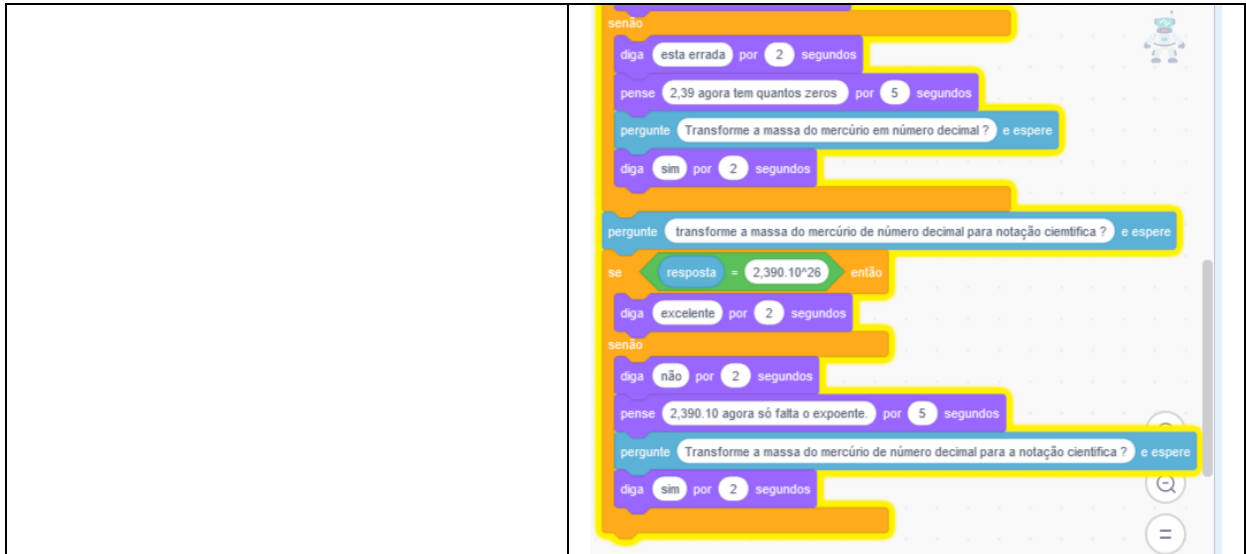 senão
diga esta errada por 2 segundos
pense 2,39 agora tem quantos zeros por 5 segundos
pergunte Transforme a massa do mercúrio em número decimal ? e espere
diga sim por 2 segundos
pergunte transforme a massa do mercúrio de número decimal para notação ciemtifica ? e espere
se resposta = 2,390.10^26 então
diga excelente por 2 segundos
senão
diga não por 2 segundos
pense 2,390.10 agora só falta o expoente. por 5 segundos
pergunte Transforme a massa do mercúrio de número decimal para a notação cientifica ? e espere
diga sim por 2 segundos